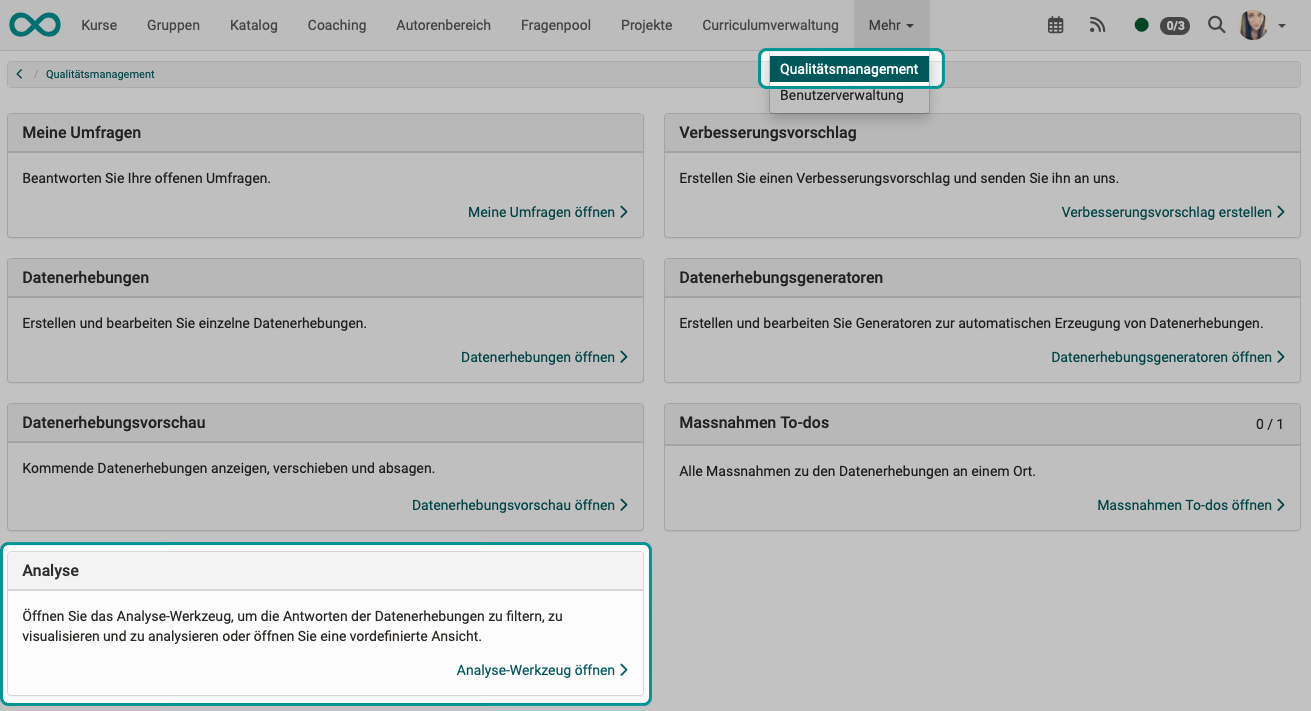 Kurse Gruppen Katalog Coaching Autorenbereich Fragenpool Projekte Curriculumverwaltung Mehr 0/3
Qualitätsmanagement
Benutzerverwaltung
/ Qualitätsmanagement
Meine Umfragen
Beantworten Sie Ihre offenen Umfragen.
Meine Umfragen öffnen
Verbesserungsvorschlag
Erstellen Sie einen Verbesserungsvorschlag und senden Sie ihn an uns.
Verbesserungsvorschlag erstellen
Datenerhebungen
Erstellen und bearbeiten Sie einzelne Datenerhebungen.
Datenerhebungen öffnen
Datenerhebungsgeneratoren
Erstellen und bearbeiten Sie Generatoren zur automatischen Erzeugung von Datenerhebungen.
Datenerhebungsgeneratoren öffnen
Datenerhebungsvorschau
Kommende Datenerhebungen anzeigen, verschieben und absagen.
Datenerhebungsvorschau öffnen
Massnahmen To-dos 0 / 1
Alle Massnahmen zu den Datenerhebungen an einem Ort.
Massnahmen To-dos öffnen
Analyse
Öffnen Sie das Analyse-Werkzeug, um die Antworten der Datenerhebungen zu filtern, zu
visualisieren und zu analysieren oder öffnen Sie eine vordefinierte Ansicht.
Analyse-Werkzeug öffnen